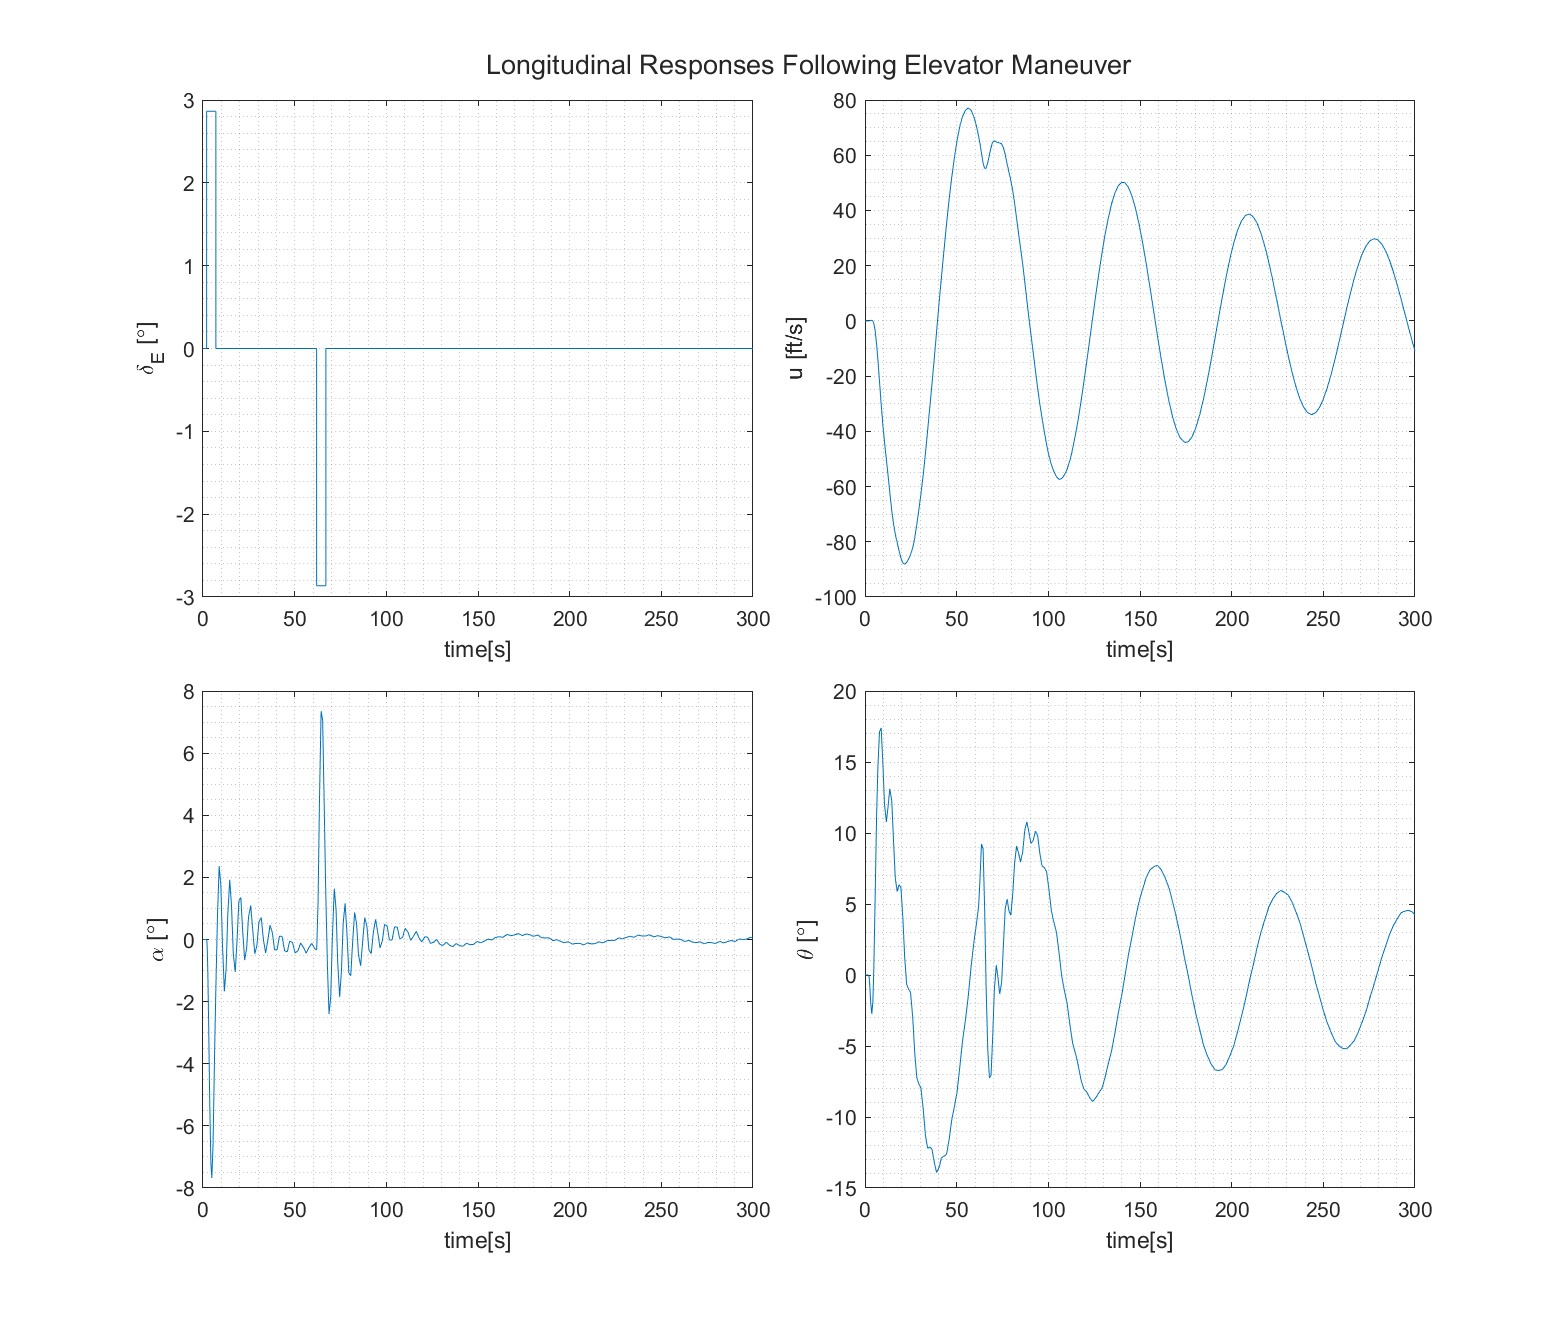 Longitudinal Responses Following Elevator Maneuver
3
2
1
0
-1
-2
-3
δE [°]
0 50 100 150 200 250 300
time[s]
80
60
40
20
0
-20
-40
-60
-80
-100
u [ft/s]
0 50 100 150 200 250 300
time[s]
8
6
4
2
0
-2
-4
-6
-8
α [°]
0 50 100 150 200 250 300
time[s]
20
15
10
5
0
-5
-10
-15
θ [°]
0 50 100 150 200 250 300
time[s]